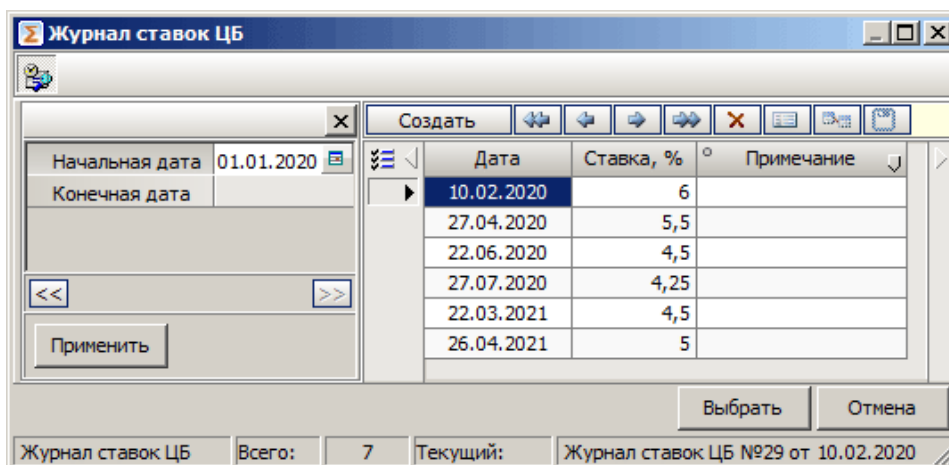 Журнал ставок ЦБ
Создать
Начальная дата 01.01.2020
Конечная дата
<< >>
Применить
Дата Ставка, % Примечание
10.02.2020 6
27.04.2020 5,5
22.06.2020 4,5
27.07.2020 4,25
22.03.2021 4,5
26.04.2021 5
Выбрать Отмена
Журнал ставок ЦБ Всего: 7 Текущий: Журнал ставок ЦБ №29 от 10.02.2020